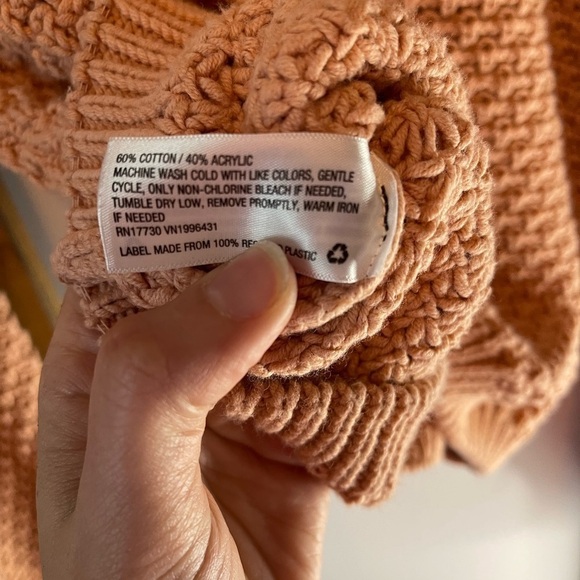 60% COTTON / 40% ACRYLIC
MACHINE WASH COLD WITH LIKE COLORS, GENTLE
CYCLE, ONLY NON-CHLORINE BLEACH IF NEEDED,
TUMBLE DRY LOW, REMOVE PROMPTLY, WARM IRON
IF NEEDED
RN17730 VN1996431
LABEL MADE FROM 100% PLASTIC